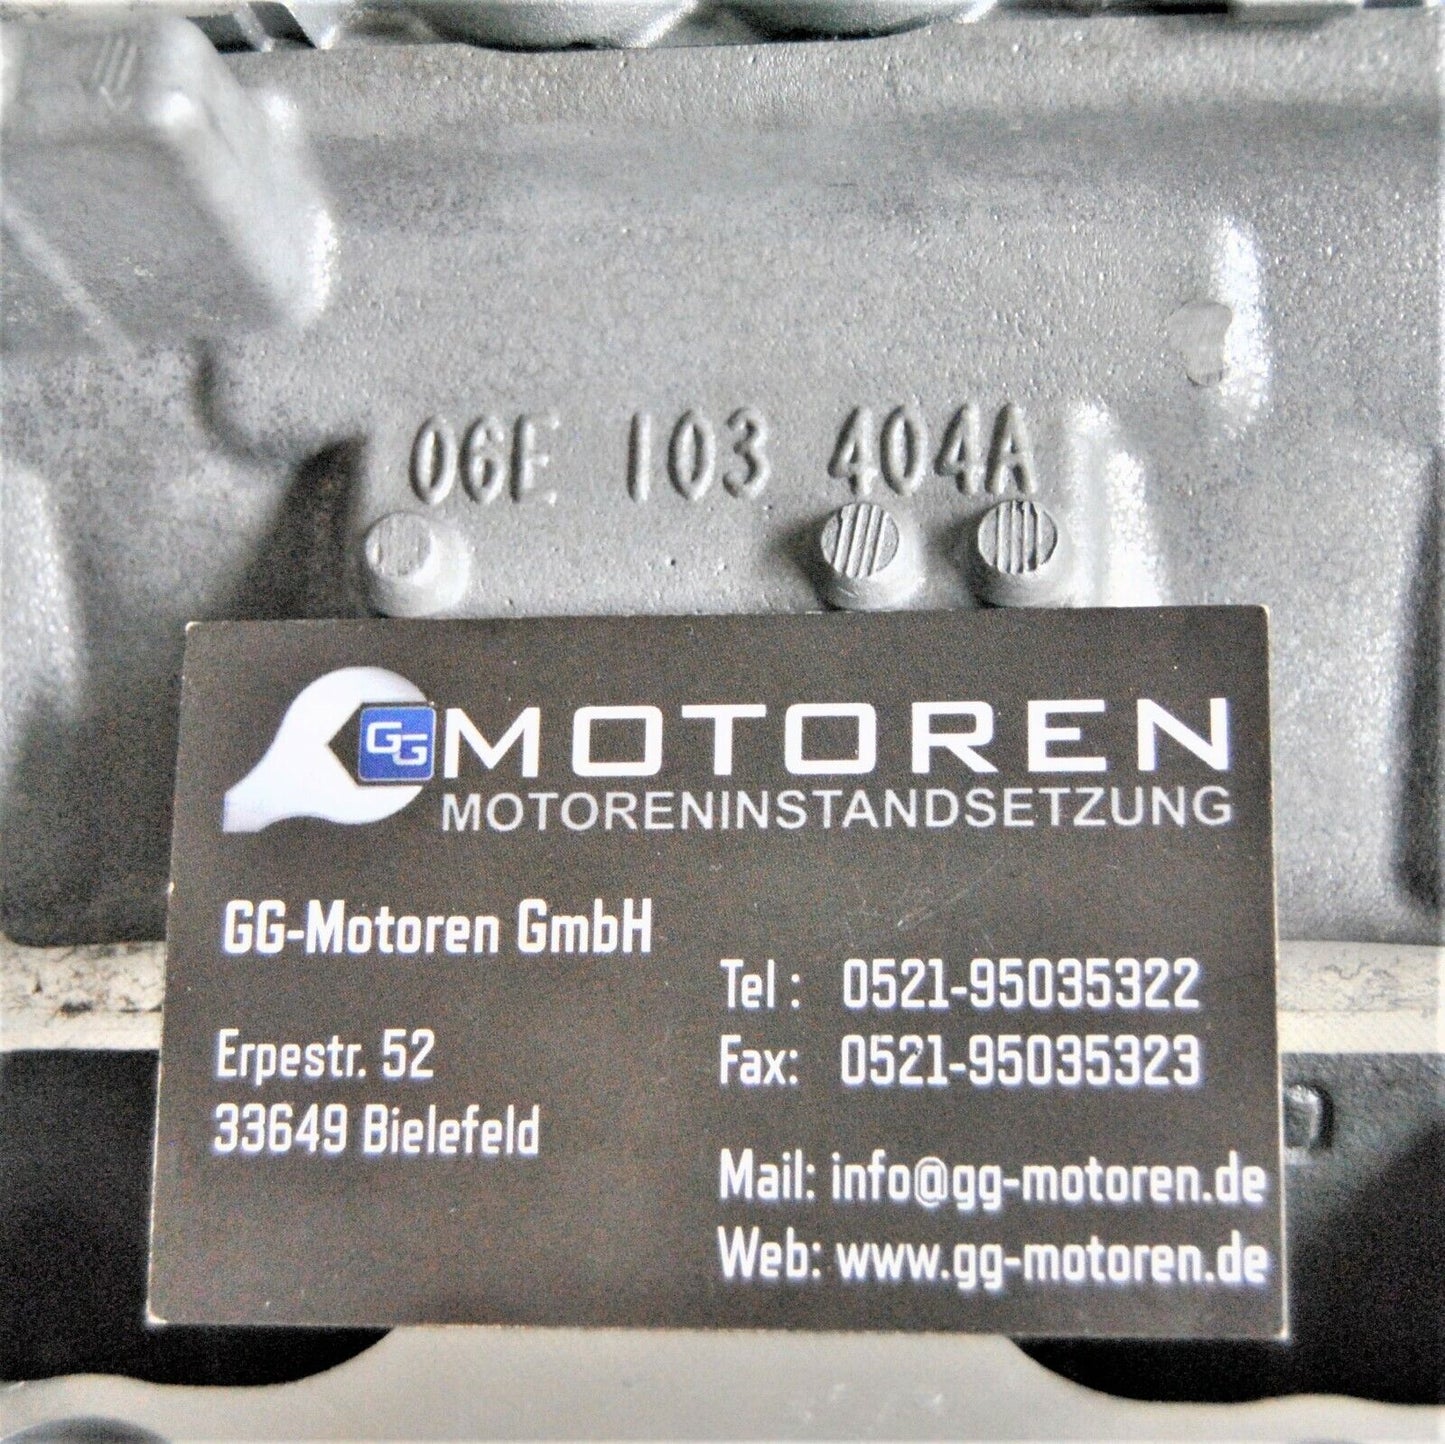 06E 103 404A
GG MOTOREN
MOTORENINSTANDSETZUNG
GG-Motoren GmbH
Erpestr. 52
33649 Bielefeld
Tel : 0521-95035322
Fax: 0521-95035323
Mail: info@gg-motoren.de
Web: www.gg-motoren.de